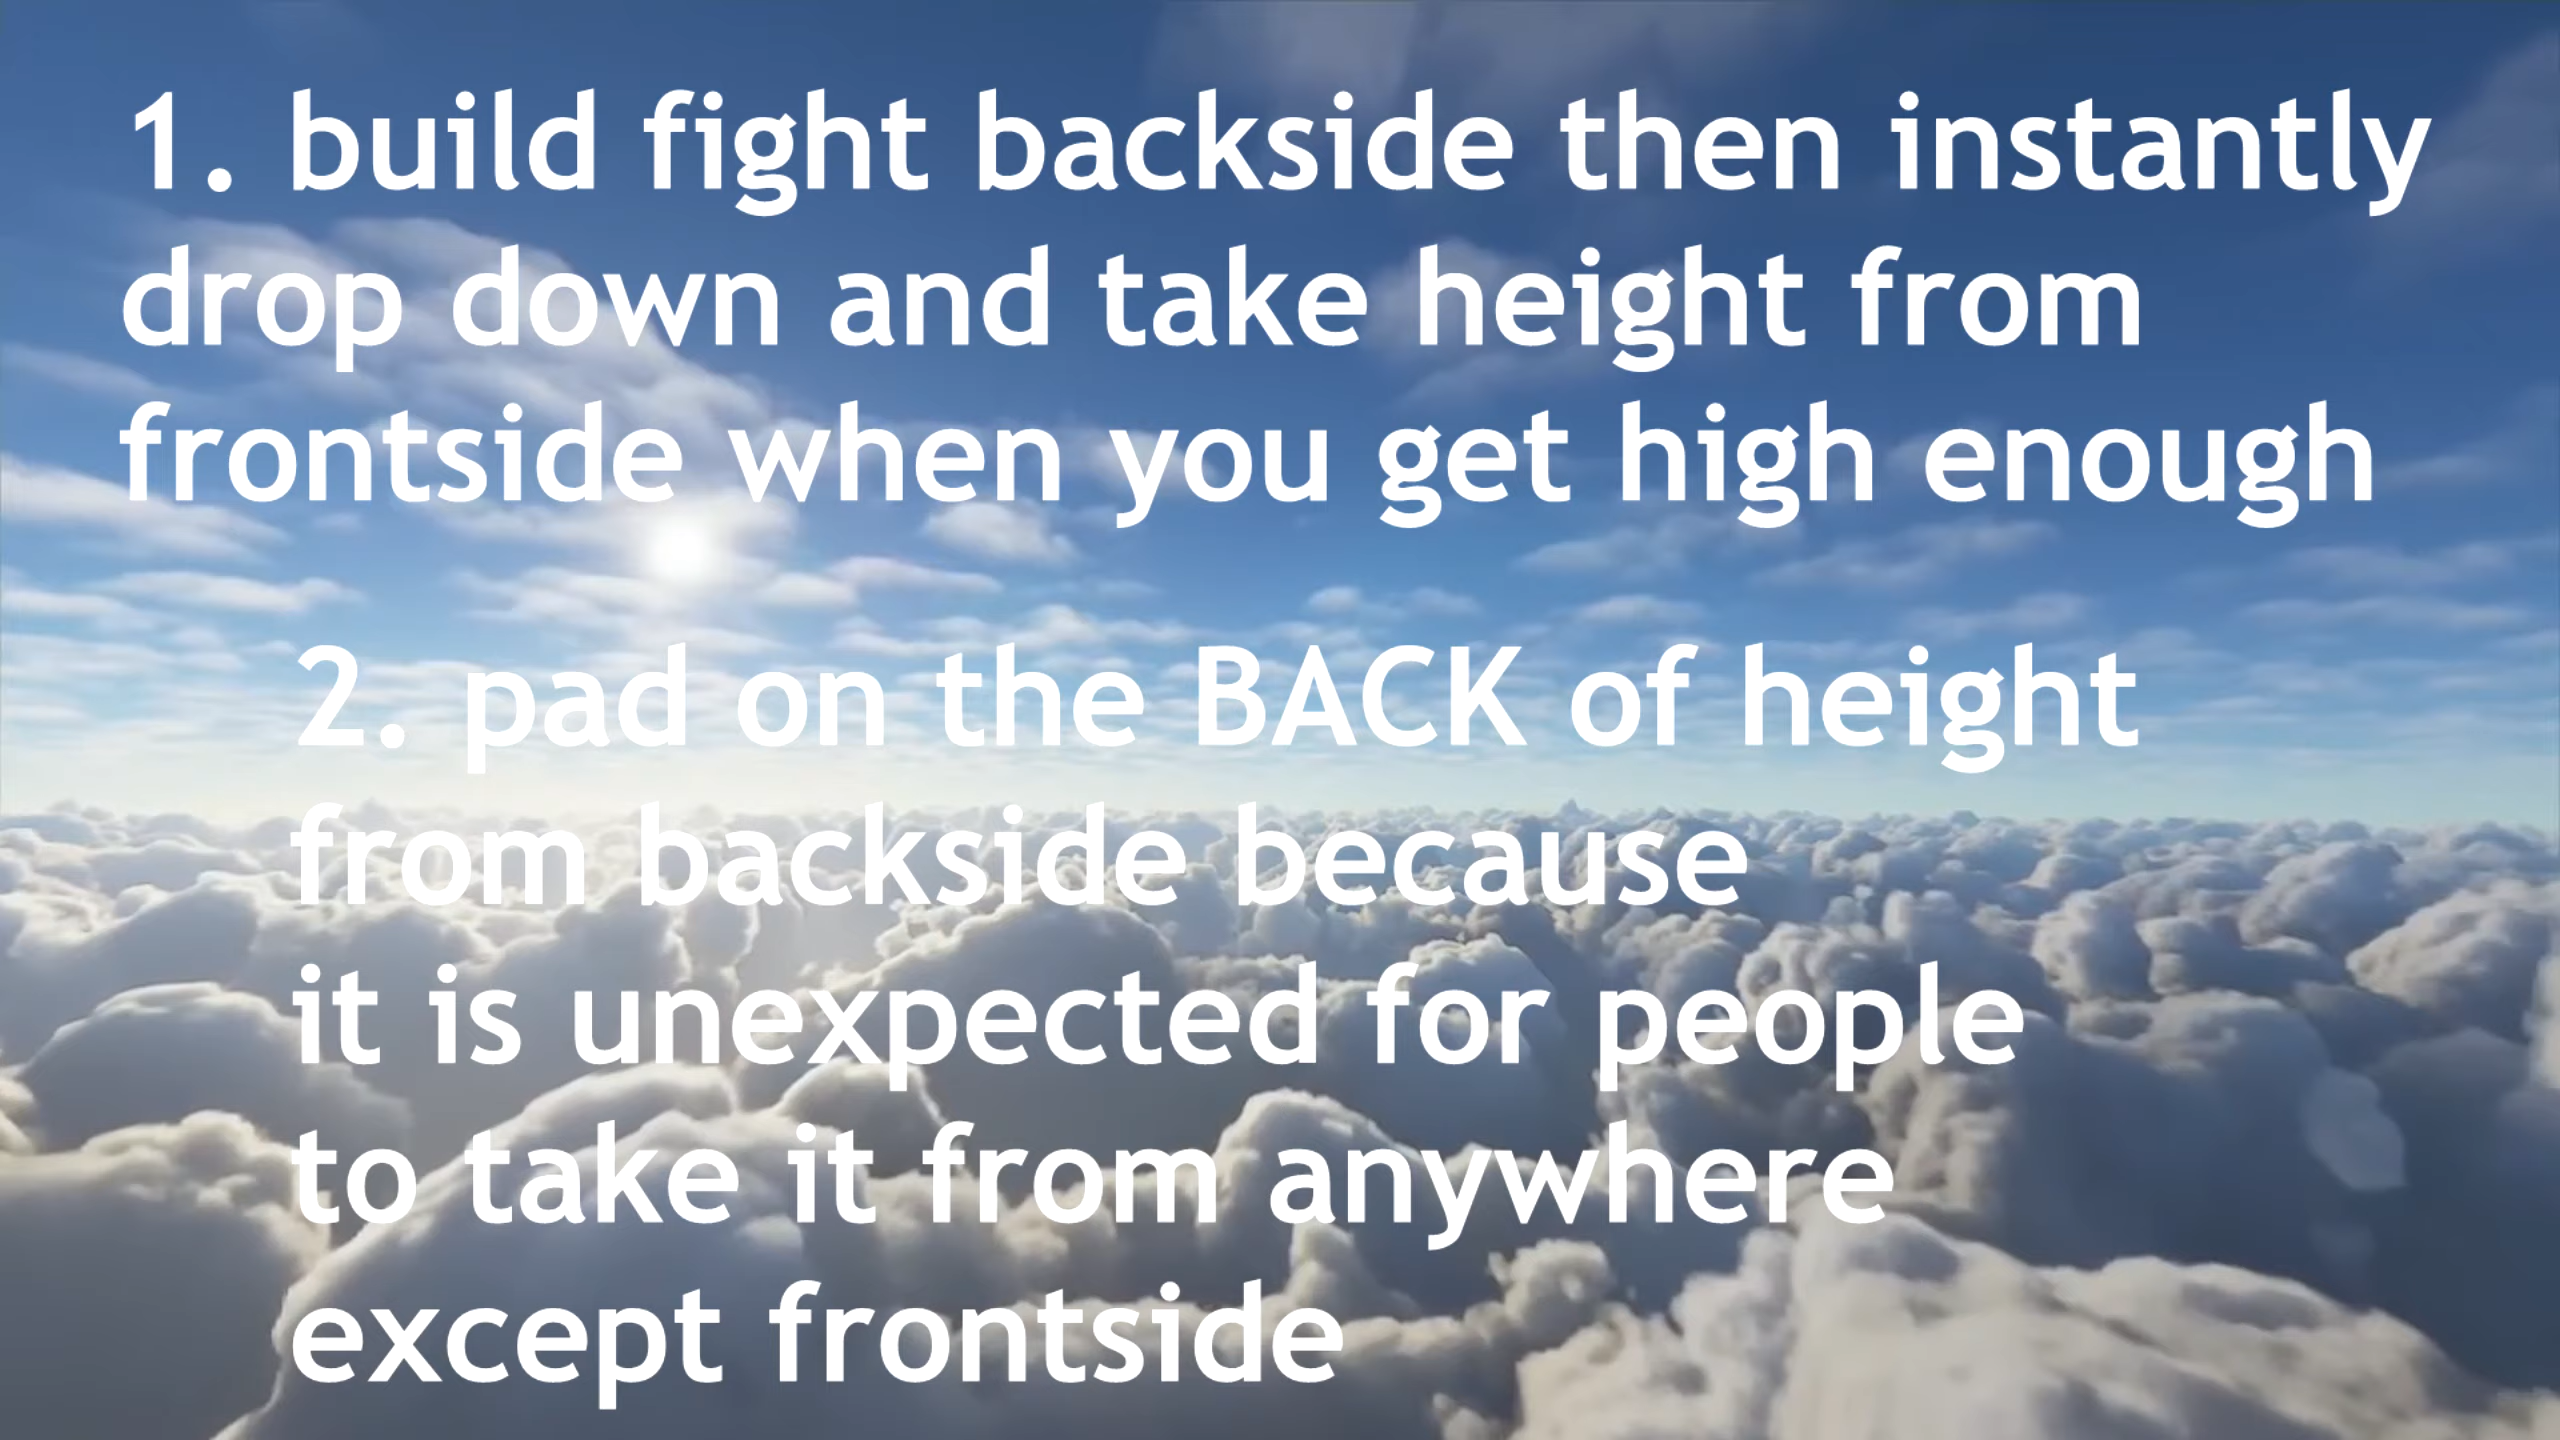 1. build fight backside then instantly
drop down and take height from
frontside when you get high enough
2. pad on the BACK of height
from backside because
it is unexpected for people
to take it from anywhere
except frontside